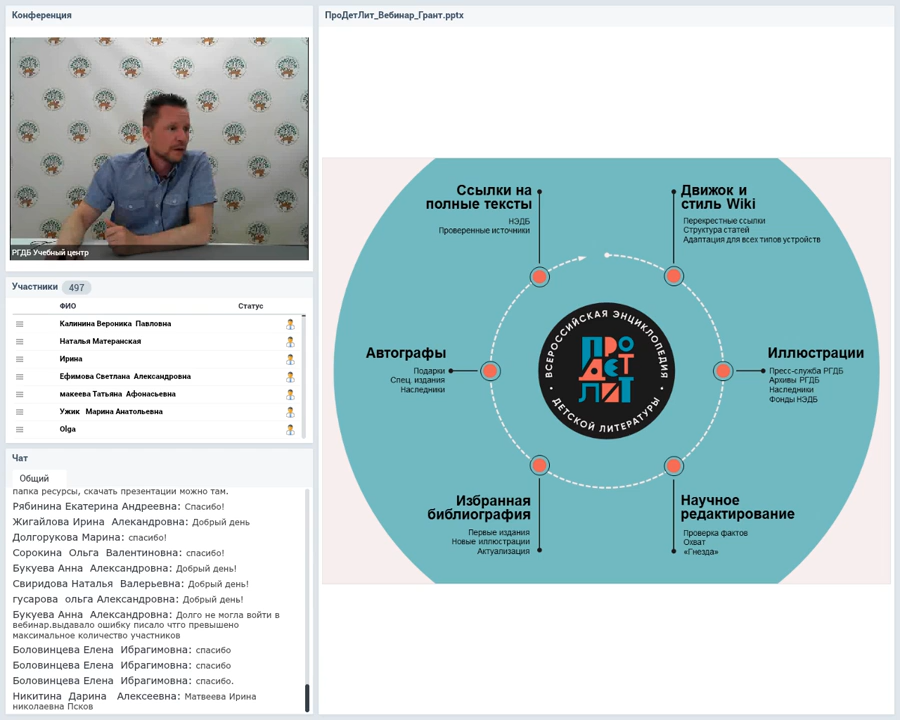 Конференция
РГДБ Учебный центр
Участники 497
ФИО Статус
Калинина Вероника Павловна
Наталья Матеранская
Ирина
Ефимова Светлана Александровна
макеева Татьяна Афонасьевна
Ужик Марина Анатольевна
Olga
Чат
Общий
папка ресурсы, скачать презентации можно там.
Рябинина Екатерина Андреевна: Спасибо!
Жигайлова Ирина Алекандровна: Добрый день
Долгорукова Марина: спасибо!
Сорокина Ольга Валентиновна: спасибо!
Букуева Анна Александровна: Добрый день!
Свиридова Наталья Валерьевна: Добрый день!
гусарова ольга Александровна: Добрый день!
Букуева Анна Александровна: Долго не могла войти в
вебинар.выдавало ошибку писало чтго превышено
максимальное количество участников
Боловинцева Елена Ибрагимовна: спасибо
Боловинцева Елена Ибрагимовна: спасибо
Боловинцева Елена Ибрагимовна: спасибо.
Никитина Дарина Алексеевна: Матвеева Ирина
николаевна Псков
ПроДетЛит_Вебинар_Грант.pptx
Ссылки на
полные тексты
НЭДБ
Проверенные источники
Движок и
стиль Wiki
Перекрестные ссылки
Структура статей
Адаптация для всех типов устройств
Автографы
Подарки
Спец. издания
Наследники
ВСЕРОССИЙСКАЯ ЭНЦИКЛОПЕДИЯ
ПРО
ДЕТ
ЛИТ
ДЕТСКОЙ ЛИТЕРАТУРЫ
Иллюстрации
Пресс-служба РГДБ
Архивы РГДБ
Наследники
Фонды НЭДБ
Избранная
библиография
Первые издания
Новые иллюстрации
Актуализация
Научное
редактирование
Проверка фактов
Охват
«Гнезда»